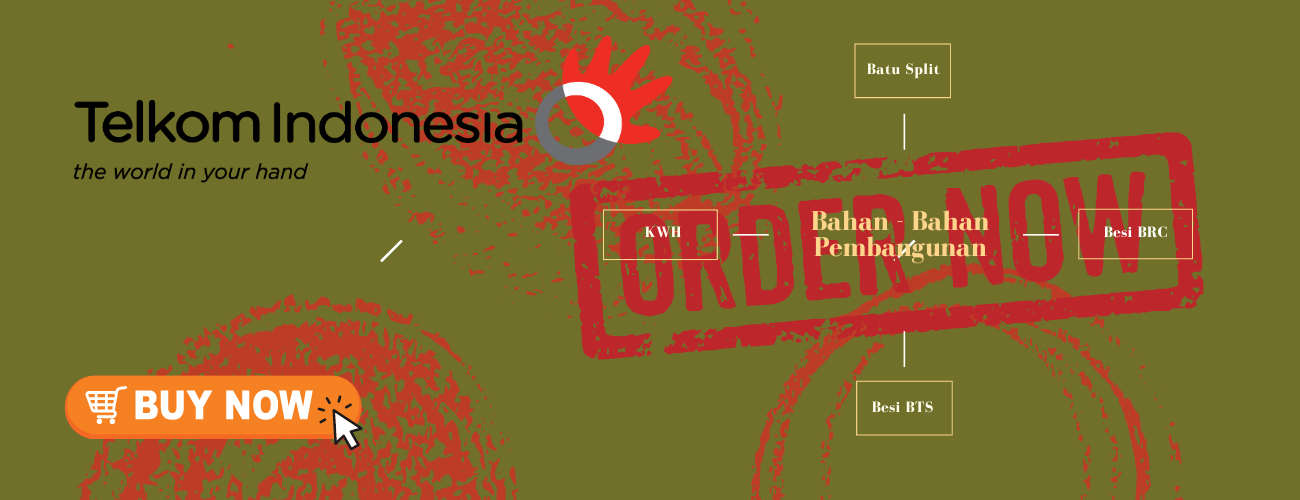 Telkom Indonesia
the world in your hand
BUY NOW
ORDER NOW
Batu Split
KWH
Bahan - Bahan
Pembangunan
Besi BRC
Besi BTS